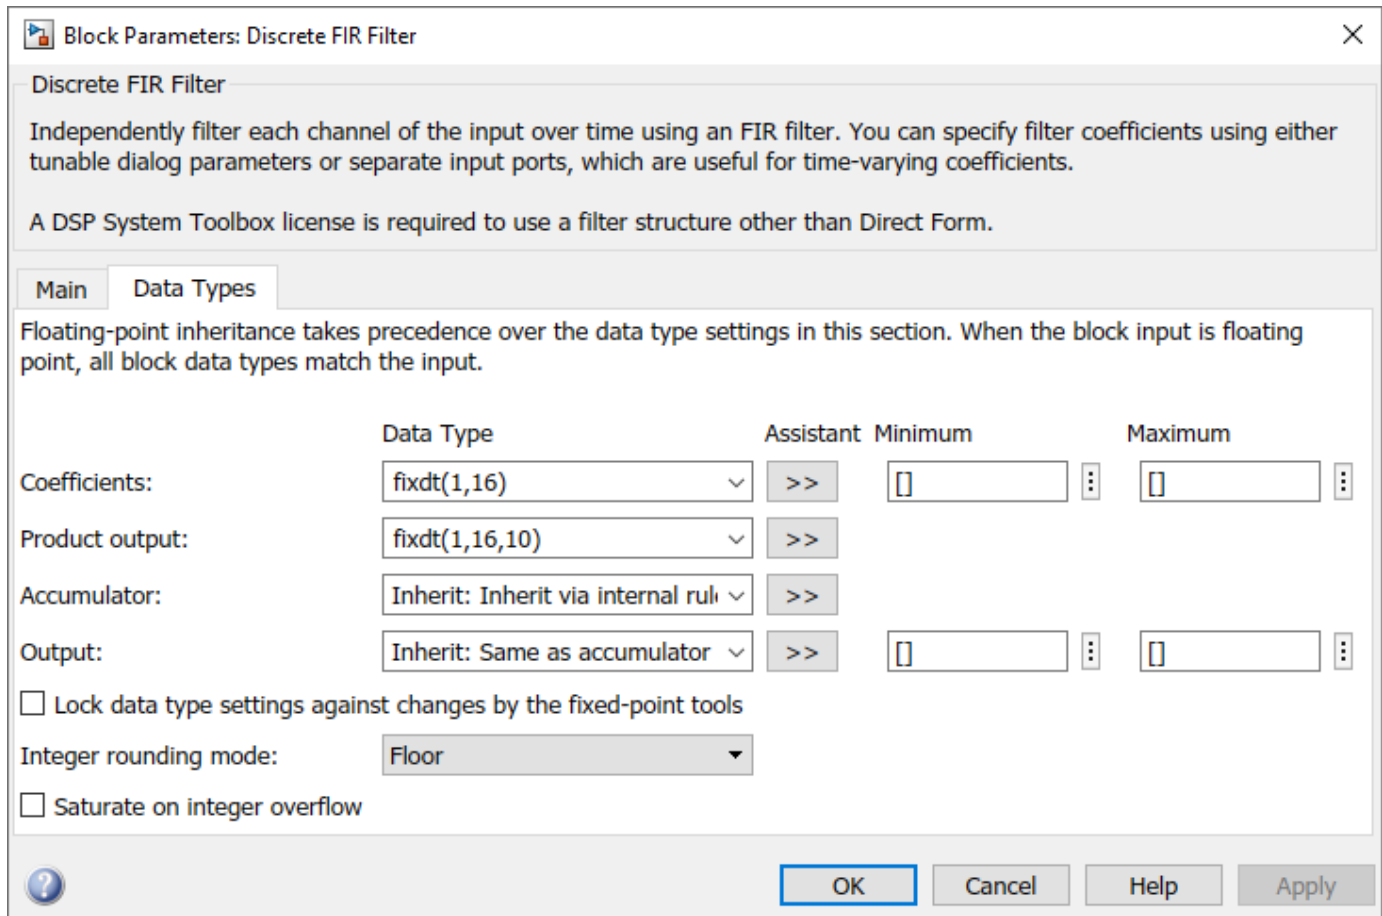 Block Parameters: Discrete FIR Filter
Discrete FIR Filter
Independently filter each channel of the input over time using an FIR filter. You can specify filter coefficients using either
tunable dialog parameters or separate input ports, which are useful for time-varying coefficients.
A DSP System Toolbox license is required to use a filter structure other than Direct Form.
Main Data Types
Floating-point inheritance takes precedence over the data type settings in this section. When the block input is floating
point, all block data types match the input.
Data Type Assistant Minimum Maximum
Coefficients: fixdt(1,16) >> [] []
Product output: fixdt(1,16,10) >>
Accumulator: Inherit: Inherit via internal rule >>
Output: Inherit: Same as accumulator >> [] []
Lock data type settings against changes by the fixed-point tools
Integer rounding mode: Floor
Saturate on integer overflow
? OK Cancel Help Apply